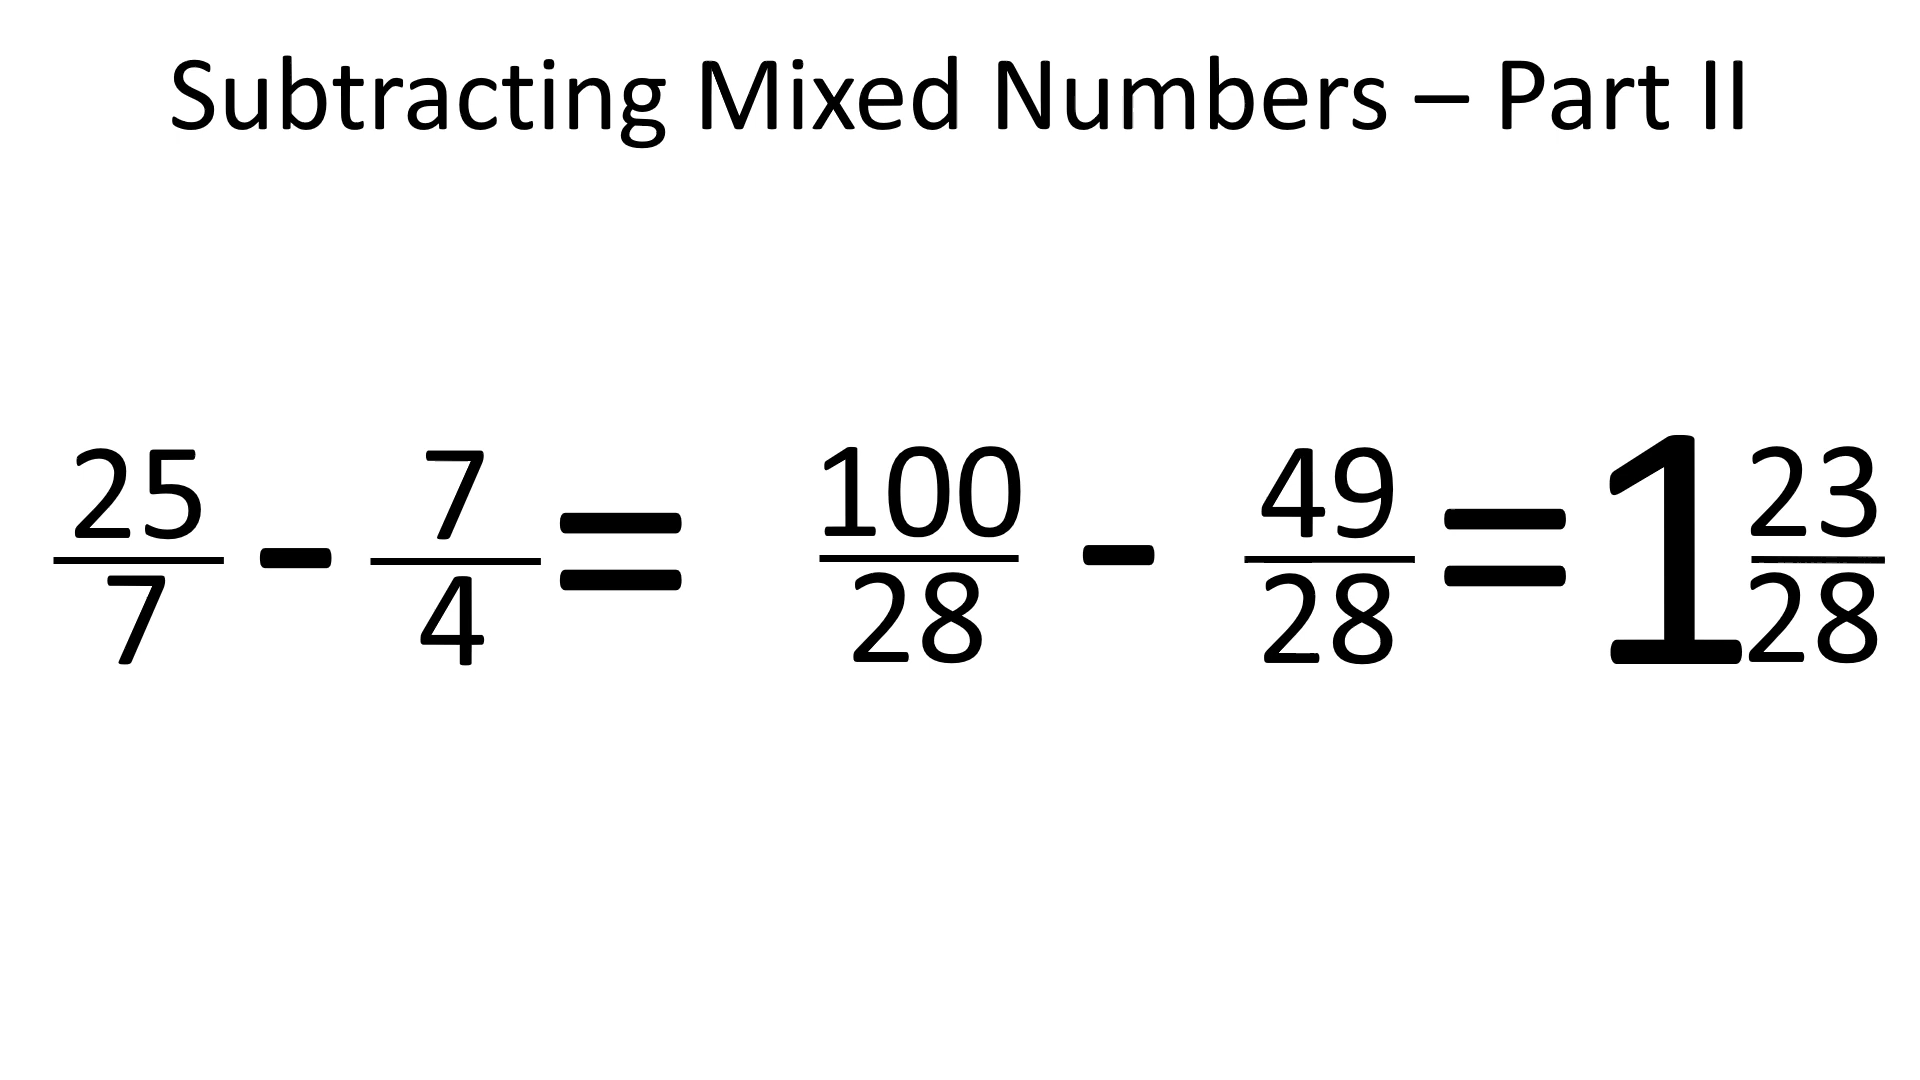 Subtracting Mixed Numbers – Part II
25/7 - 7/4 = 100/28 - 49/28 = 1 23/28